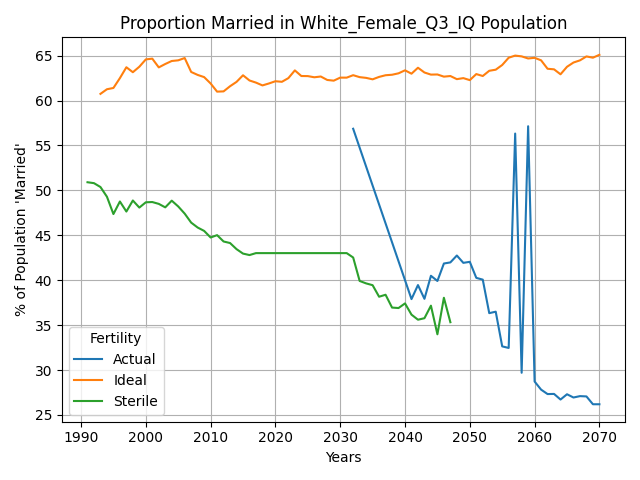 Proportion Married in White_Female_Q3_IQ Population
% of Population 'Married'
65
60
55
50
45
40
35
30
25
Fertility
Actual
Ideal
Sterile
1990 2000 2010 2020 2030 2040 2050 2060 2070
Years